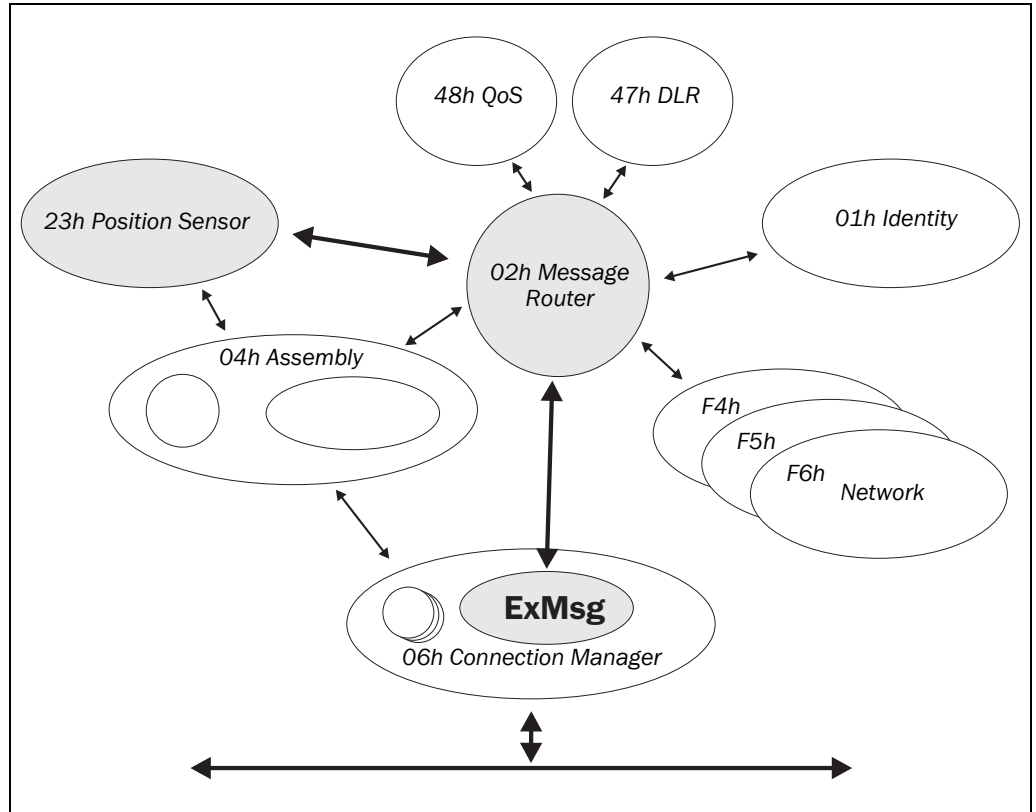 48h QoS
47h DLR
23h Position Sensor
01h Identity
02h Message
Router
04h Assembly
F4h
F5h
F6h
Network
ExMsg
06h Connection Manager